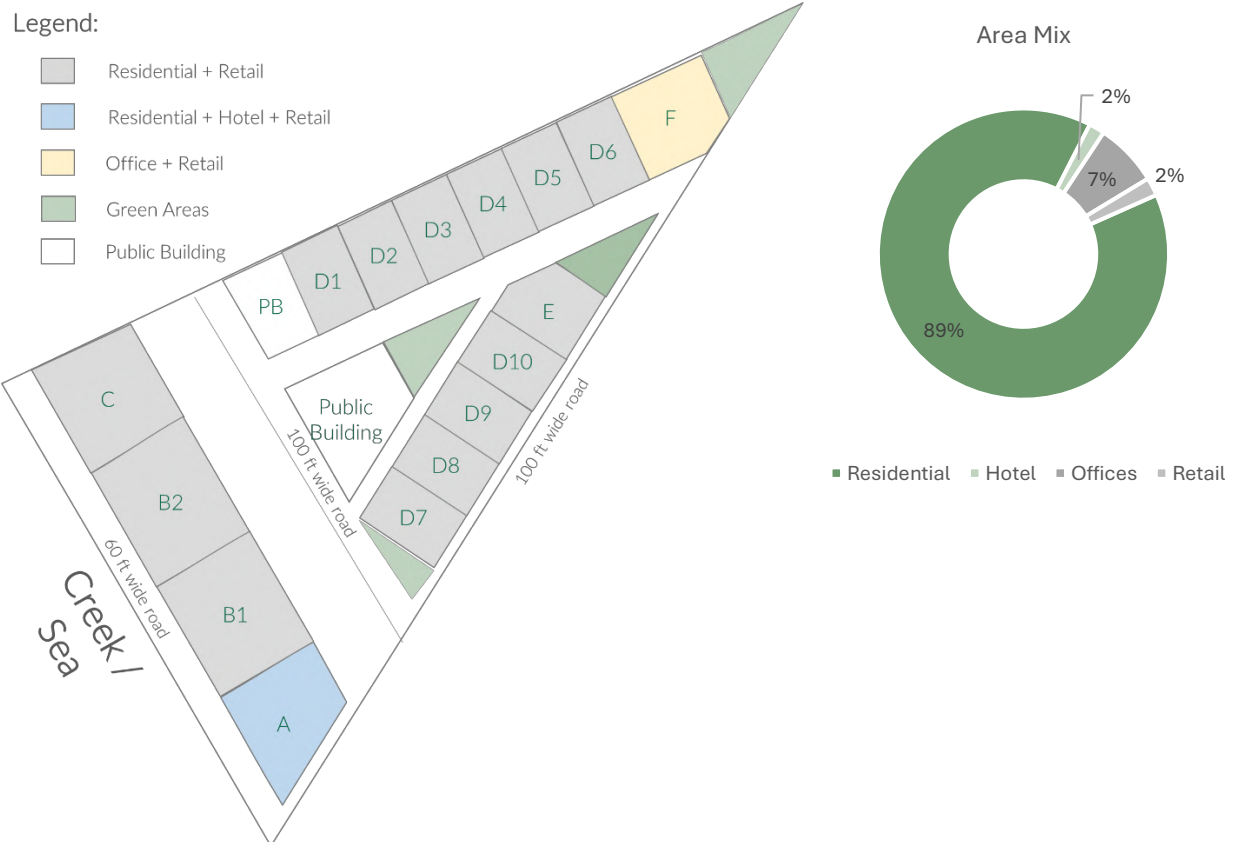 Legend:
Residential + Retail
Residential + Hotel + Retail
Office + Retail
Green Areas
Public Building
PB
D1
D2
D3
D4
D5
D6
F
C
B2
B1
A
60 ft wide road
Creek /
Sea
Public
Building
100 ft wide road
E
D10
D9
D8
D7
100 ft wide road
Area Mix
2%
7%
2%
89%
Residential
Hotel
Offices
Retail